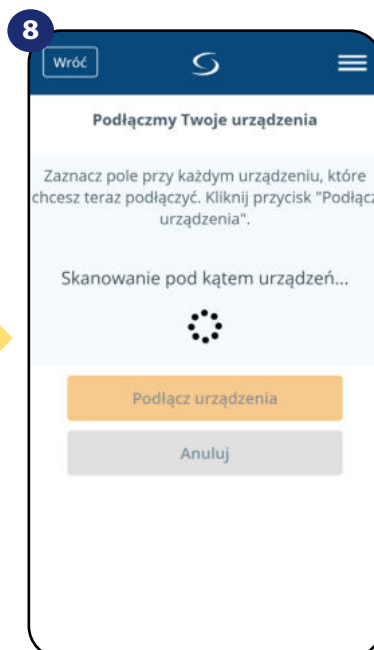 8
Wróć
Podłączmy Twoje urządzenia
Zaznacz pole przy każdym urządzeniu, które
chcesz teraz podłączyć. Kliknij przycisk "Podłącz
urządzenia".
Skanowanie pod kątem urządzeń...
Podłącz urządzenia
Anuluj